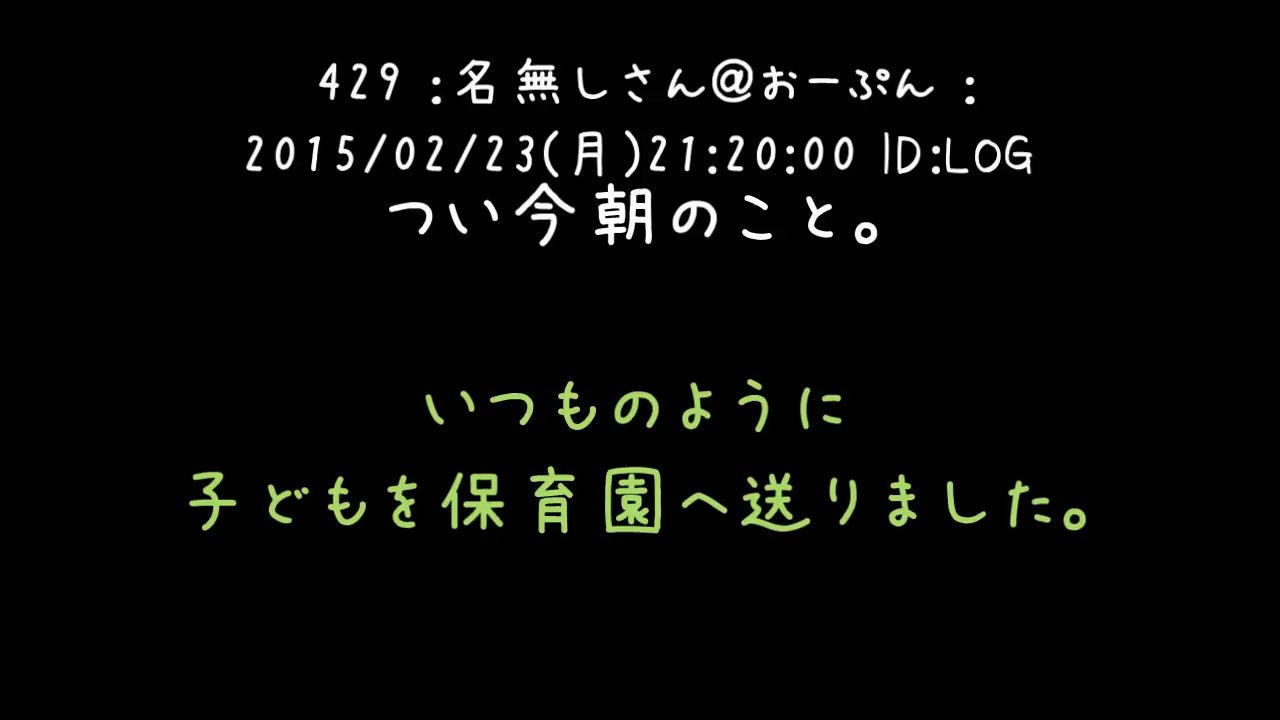 429 :名無しさん@おーぷん :
2015/02/23(月)21:20:00 ID:LOG
つい今朝のこと。
いつものように
子どもを保育園へ送りました。